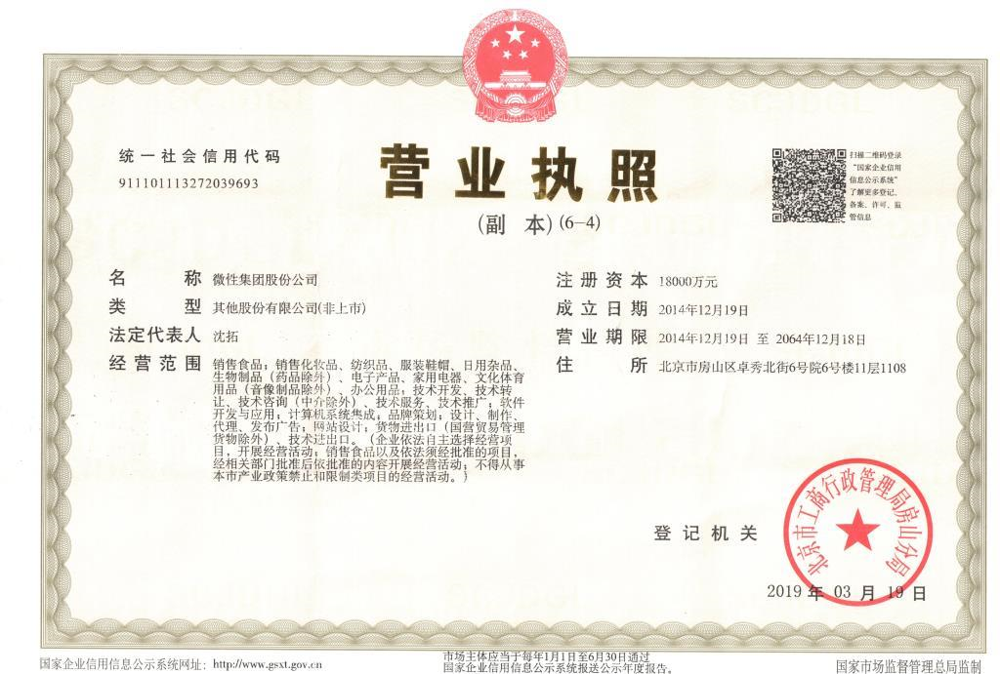 统一社会信用代码
911101113272039693
营业执照
(副 本)(6-4)
扫描二维码登录
“国家企业信用
信息公示系统”
了解更多登记、
备案、许可、监
管信息
名 称 微性集团股份公司
类 型 其他股份有限公司(非上市)
法定代表人 沈拓
经营范围 销售食品；销售化妆品、纺织品、服装鞋帽、日用杂品、
生物制品（药品除外）、电子产品、家用电器、文化体育
用品（音像制品除外）、办公用品；技术开发、技术转
让、技术咨询（中介除外）、技术服务、技术推广；软件
开发与应用；计算机系统集成；品牌策划；设计、制作、
代理、发布广告；网站设计；货物进出口（国营贸易管理
货物除外）、技术进出口。（企业依法自主选择经营项
目，开展经营活动；销售食品以及依法须经批准的项目，
经相关部门批准后依批准的内容开展经营活动；不得从事
本市产业政策禁止和限制类项目的经营活动。）
注册资本 18000万元
成立日期 2014年12月19日
营业期限 2014年12月19日 至 2064年12月18日
住 所 北京市房山区卓秀北街6号院6号楼11层1108
登记机关
北京市工商行政管理局房山分局
2019 年 03 月 19 日
国家企业信用信息公示系统网址：http://www.gsxt.gov.cn
市场主体应当于每年1月1日至6月30日通过
国家企业信用信息公示系统报送公示年度报告。
国家市场监督管理总局监制